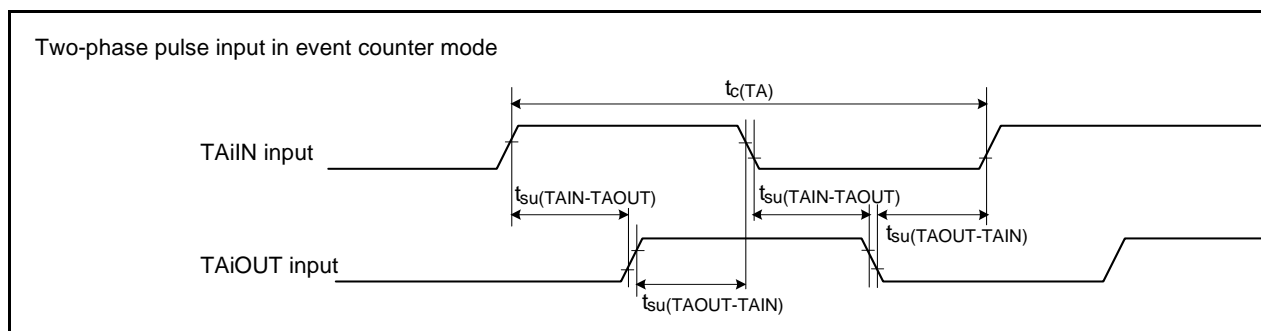 Two-phase pulse input in event counter mode
tc(TA)
TAiIN input
tsu(TAIN-TAOUT)
tsu(TAIN-TAOUT)
tsu(TAOUT-TAIN)
TAiOUT input
tsu(TAOUT-TAIN)